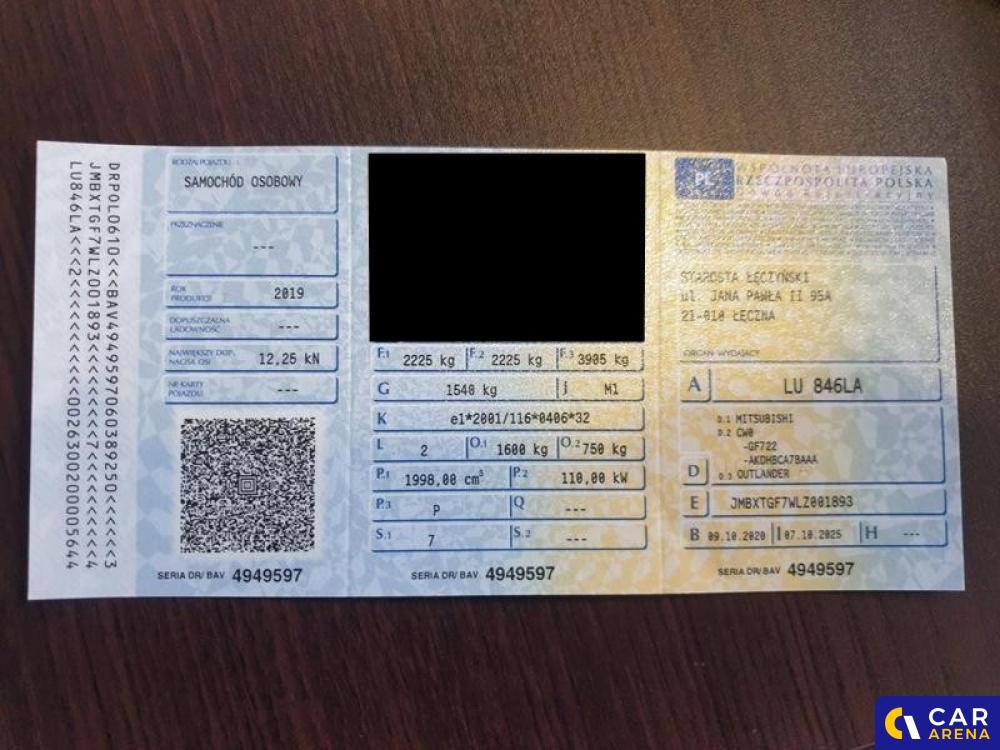 DRPOL0610<<<BAV4949597060389250<<<<<<3
JMBXTGF7WLZ001893<<<<<<<7<<<<<<<<<<<<4
LU846LA<<2<<<<<<<<<<<<0026300200005644
RODZAJ POJAZDU
SAMOCHÓD OSOBOWY
PRZEZNACZENIE
---
ROK PRODUKCJI 2019
DOPUSZCZALNA ŁADOWNOŚĆ ---
NAJWIĘKSZY DOP. NACISK OSI 12,25 kN
NR KARTY POJAZDU ---
SERIA DR/ BAV 4949597
F.1 2225 kg F.2 2225 kg F.3 3905 kg
G 1540 kg J M1
K e1*2001/116*0406*32
L 2 O.1 1600 kg O.2 750 kg
P.1 1998,00 cm³ P.2 110,00 kW
P.3 P Q ---
S.1 7 S.2 ---
SERIA DR/ BAV 4949597
PL
WSPÓLNOTA EUROPEJSKA
RZECZPOSPOLITA POLSKA
STAROSTA ŁĘCZYŃSKI
ul. JANA PAWŁA II 95A
21-010 ŁĘCZNA
ORGAN WYDAJĄCY
A LU 846LA
D.1 MITSUBISHI
D.2 CW0
-GF722
-AKDHBCA78AAA
D D.3 OUTLANDER
E JMBXTGF7WLZ001893
B 09.10.2020 I 07.10.2025 H ---
SERIA DR/ BAV 4949597
CAR
ARENA